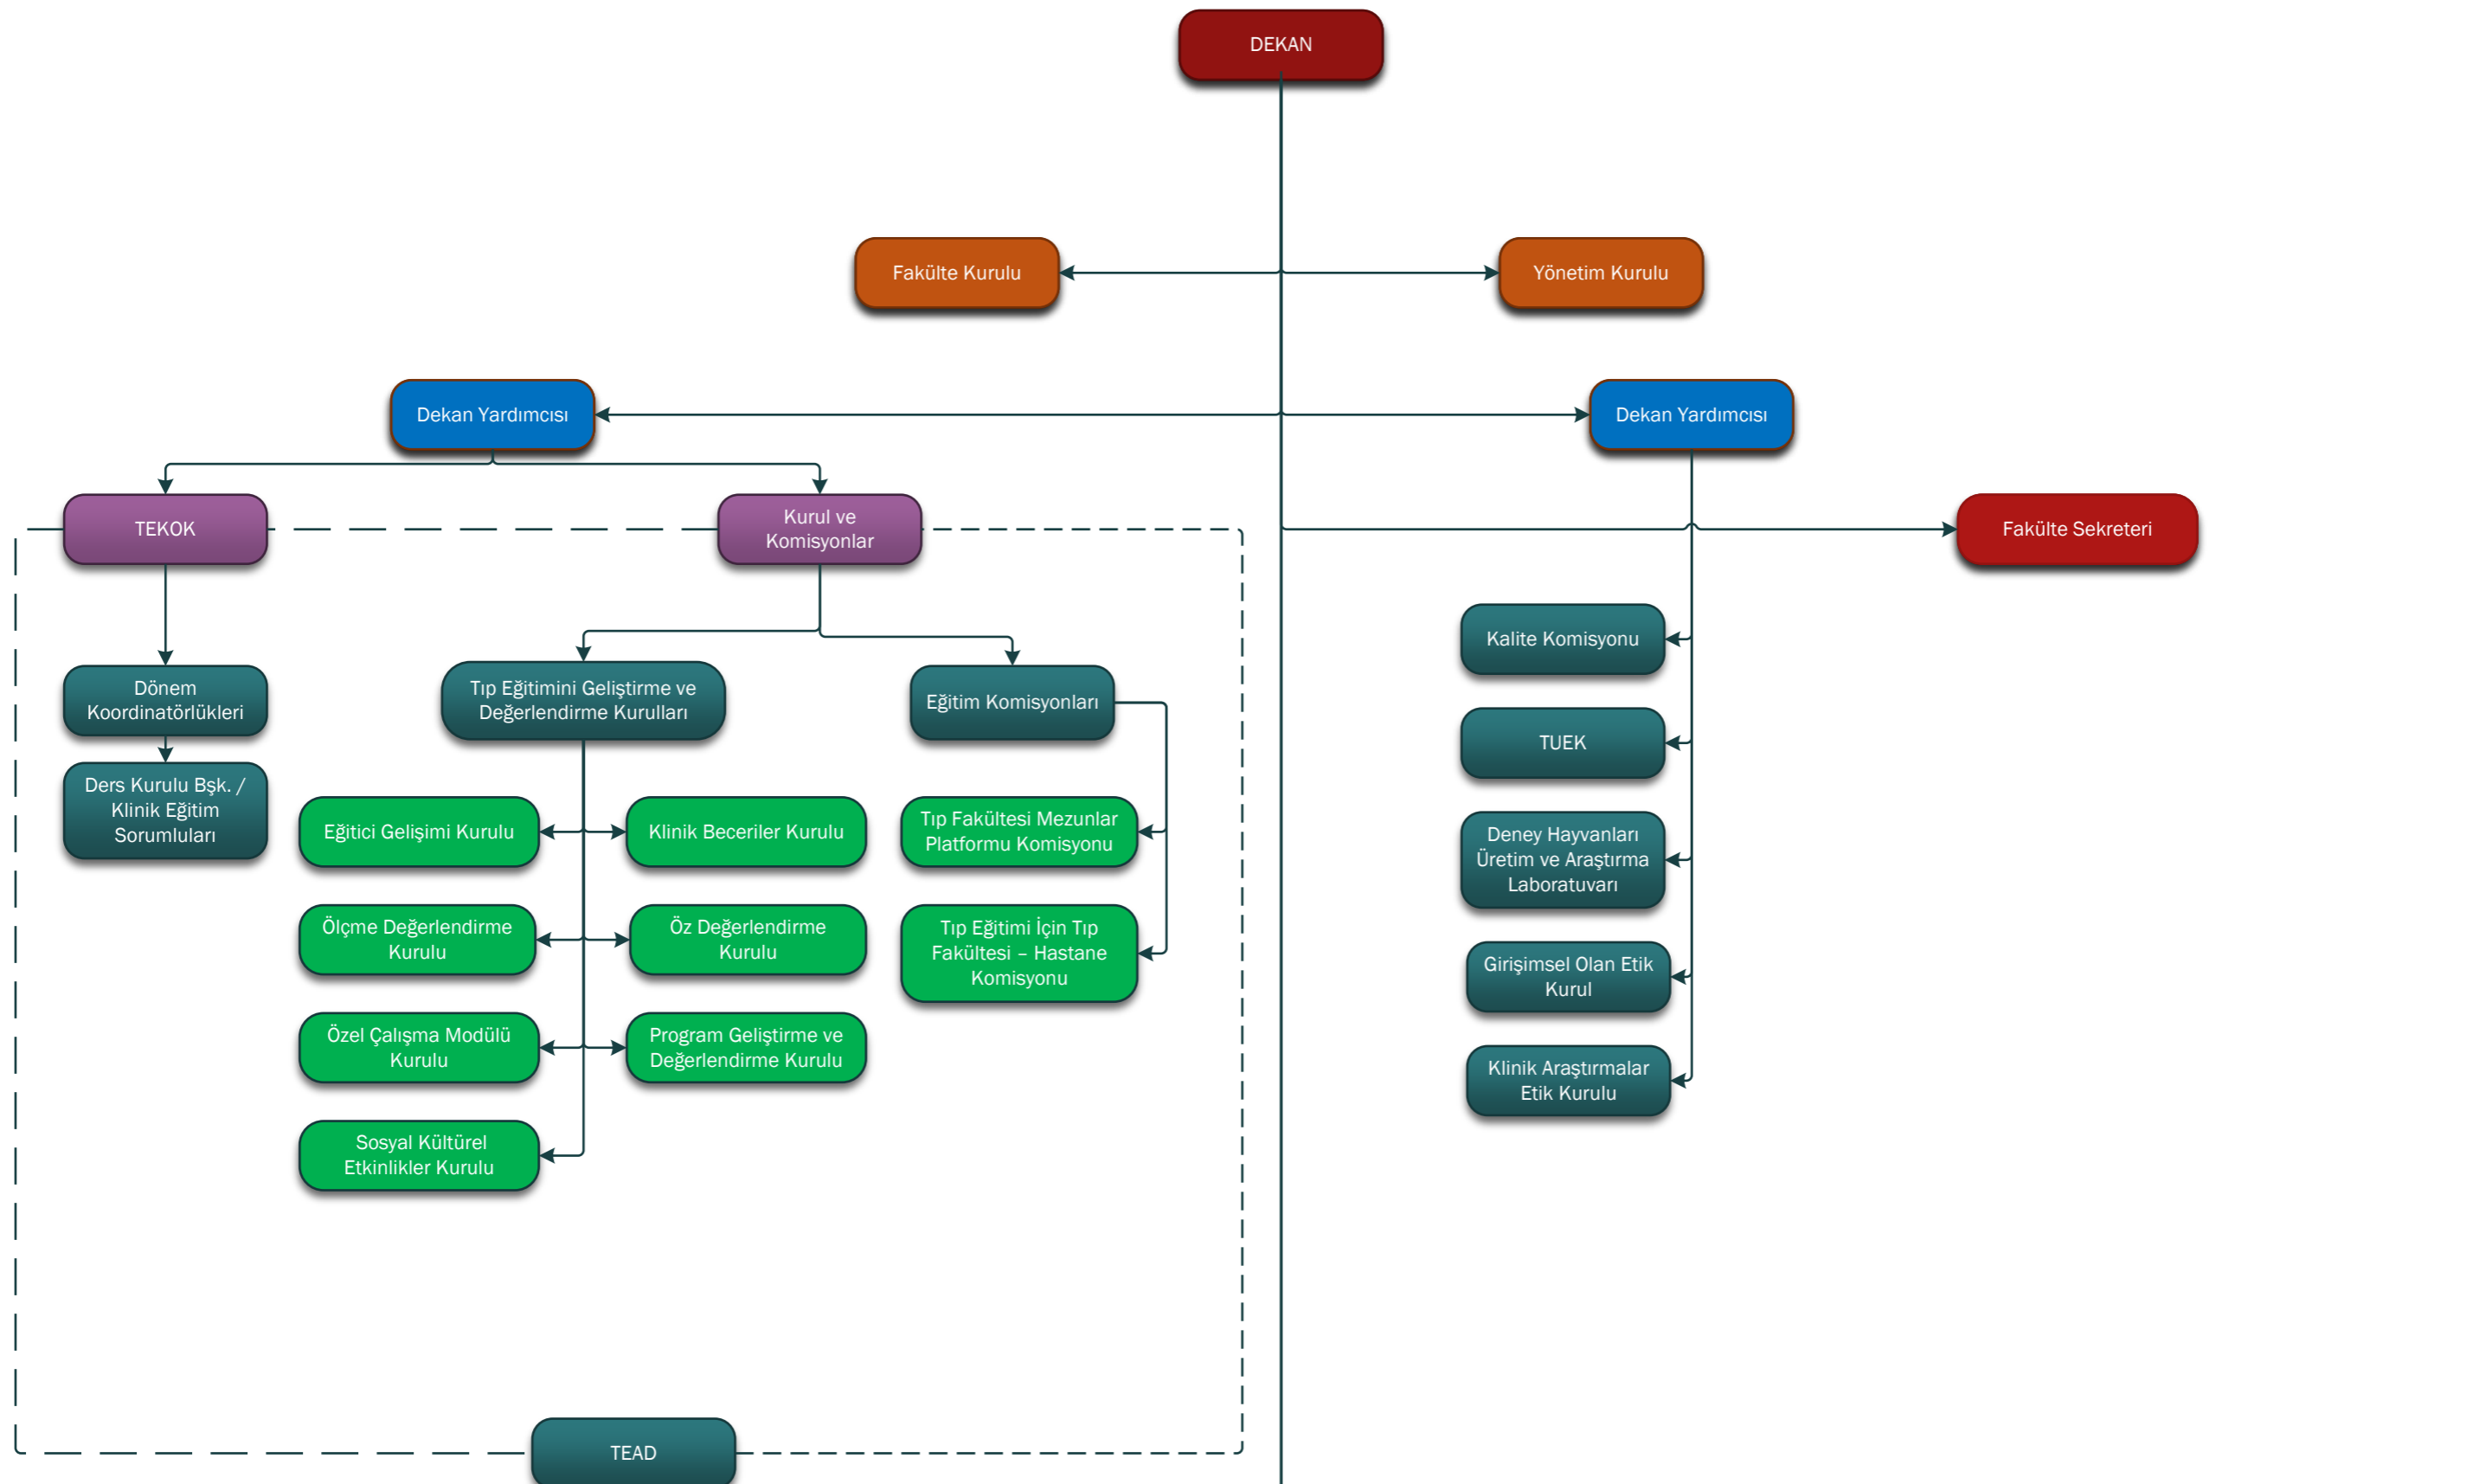 DEKAN
Fakülte Kurulu
Yönetim Kurulu
Dekan Yardımcısı
Dekan Yardımcısı
TEKOK
Kurul ve
Komisyonlar
Fakülte Sekreteri
Dönem
Koordinatörlükleri
Tıp Eğitimini Geliştirme ve
Değerlendirme Kurulları
Eğitim Komisyonları
Kalite Komisyonu
TUEK
Ders Kurulu Bşk. /
Klinik Eğitim
Sorumluları
Eğitici Gelişimi Kurulu
Klinik Beceriler Kurulu
Tıp Fakültesi Mezunlar
Platformu Komisyonu
Deney Hayvanları
Üretim ve Araştırma
Laboratuvarı
Ölçme Değerlendirme
Kurulu
Öz Değerlendirme
Kurulu
Tıp Eğitimi İçin Tıp
Fakültesi – Hastane
Komisyonu
Girişimsel Olan Etik
Kurul
Özel Çalışma Modülü
Kurulu
Program Geliştirme ve
Değerlendirme Kurulu
Klinik Araştırmalar
Etik Kurulu
Sosyal Kültürel
Etkinlikler Kurulu
TEAD